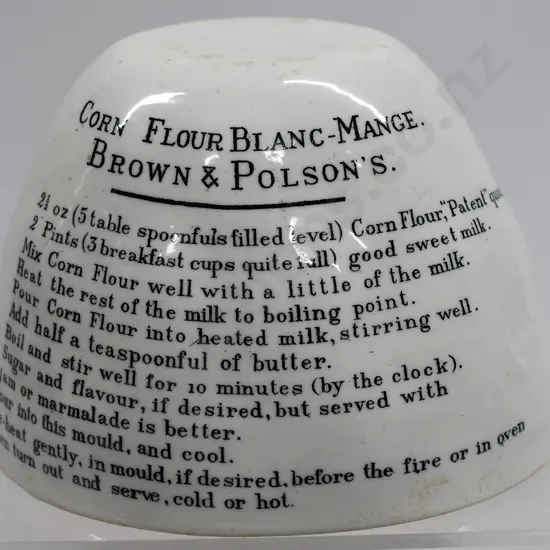 CORN FLOUR BLANC-MANGE.
BROWN & POLSON'S.
2½ oz (5 table spoonfuls filled level) Corn Flour, "Patent"
2 Pints (3 breakfast cups quite full) good sweet milk.
Mix Corn Flour well with a little of the milk.
Heat the rest of the milk to boiling point.
Pour Corn Flour into heated milk, stirring well.
Add half a teaspoonful of butter.
Boil and stir well for 10 minutes (by the clock).
Sugar and flavour, if desired, but served with
jam or marmalade is better.
into this mould, and cool.
heat gently, in mould, if desired, before the fire or in oven
turn out and serve, cold or hot.